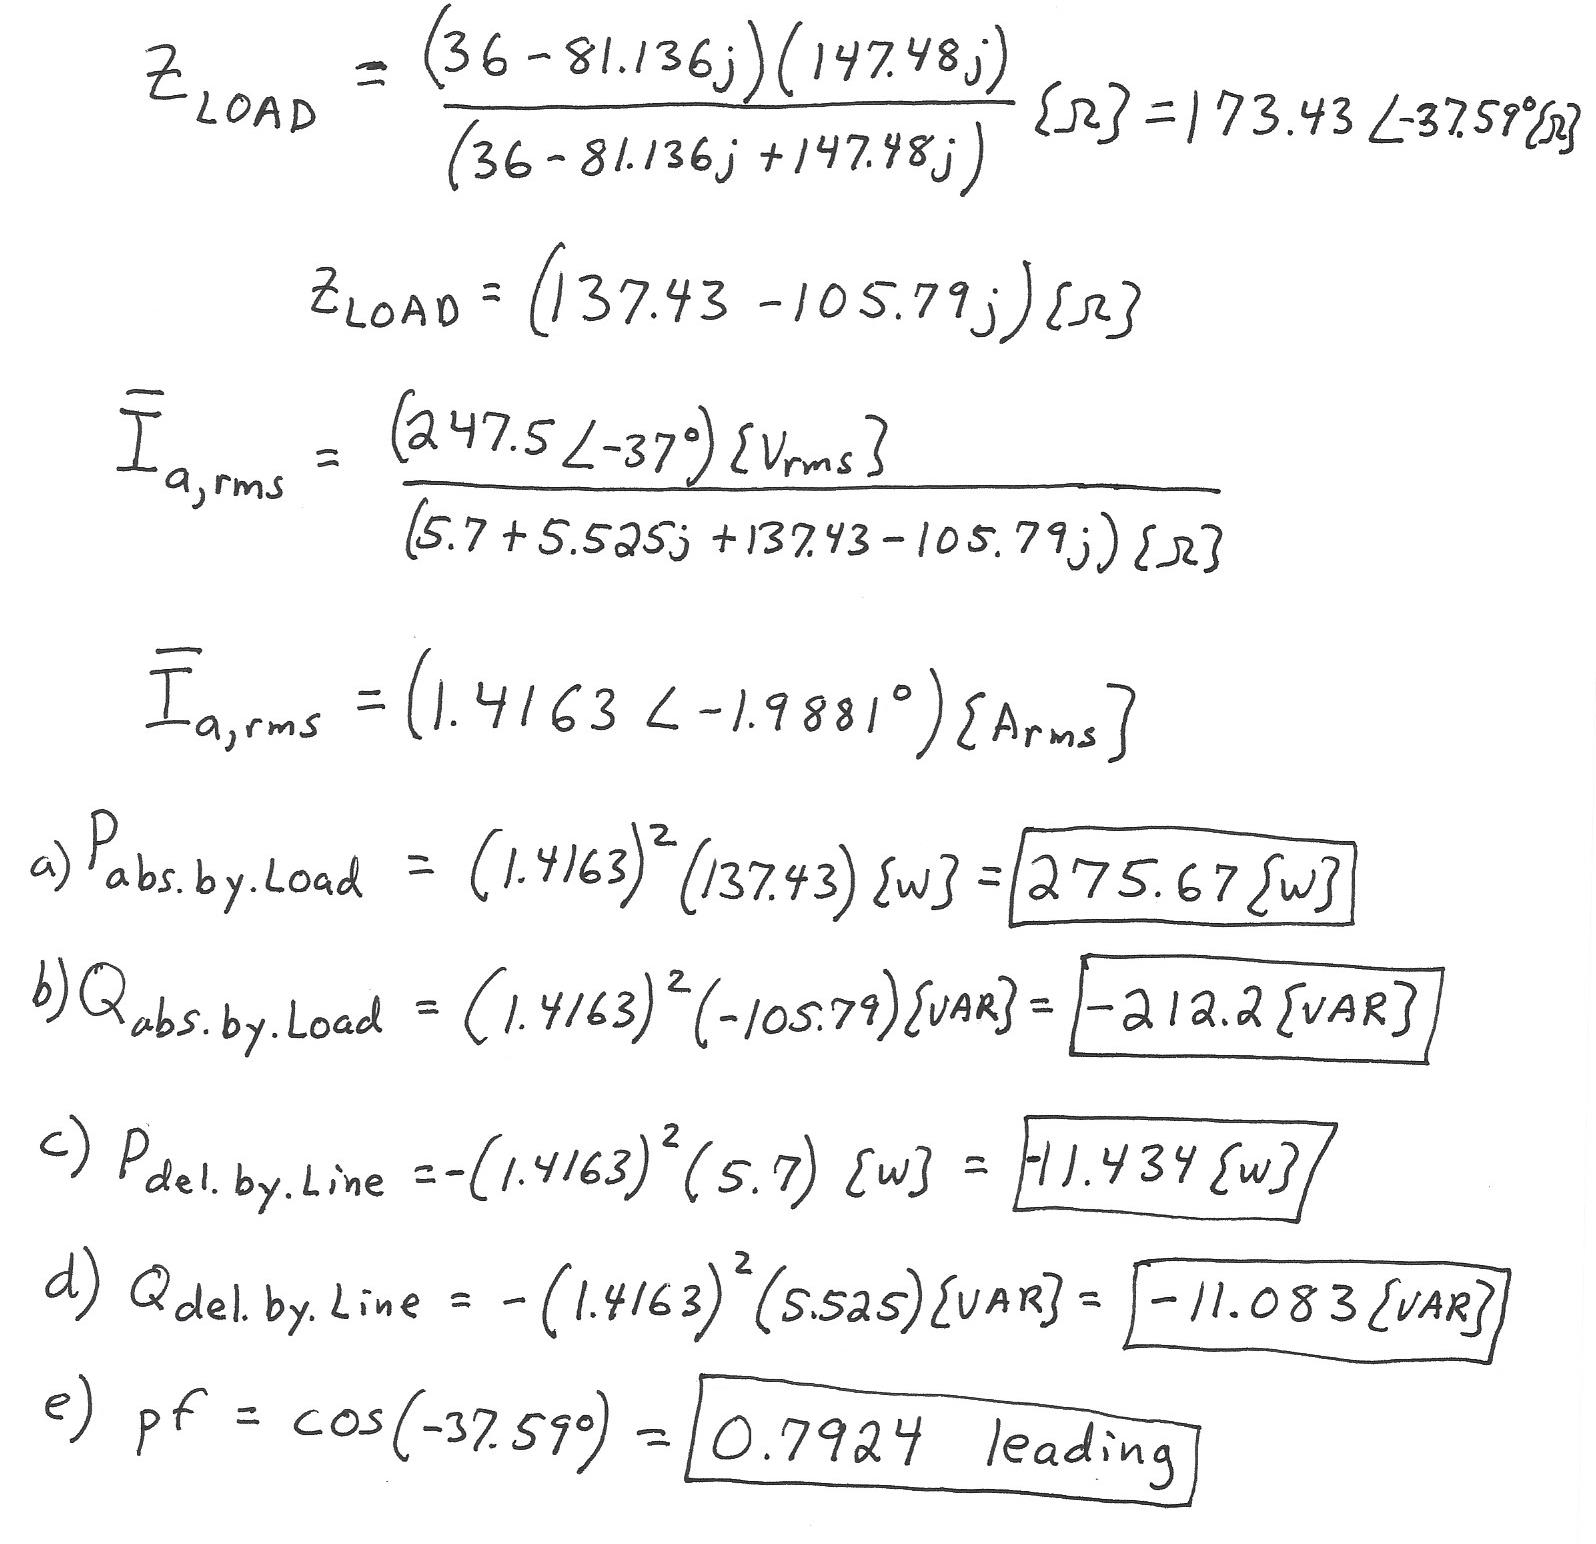 Z_LOAD = (36 - 81.136j)(147.48j) / (36 - 81.136j + 147.48j) {Ω} = 173.43 ∠-37.59° {Ω}
Z_LOAD = (137.43 - 105.79j) {Ω}
Ī_a,rms = (247.5 ∠-37°) {Vrms} / (5.7 + 5.525j + 137.43 - 105.79j) {Ω}
Ī_a,rms = (1.4163 ∠ -1.9881°) {Arms}
a) P_abs.by.Load = (1.4163)² (137.43) {W} = 275.67 {W}
b) Q_abs.by.Load = (1.4163)² (-105.79) {VAR} = -212.2 {VAR}
c) P_del.by.Line = -(1.4163)² (5.7) {W} = -11.434 {W}
d) Q_del.by.Line = -(1.4163)² (5.525) {VAR} = -11.083 {VAR}
e) pf = cos(-37.59°) = 0.7924 leading